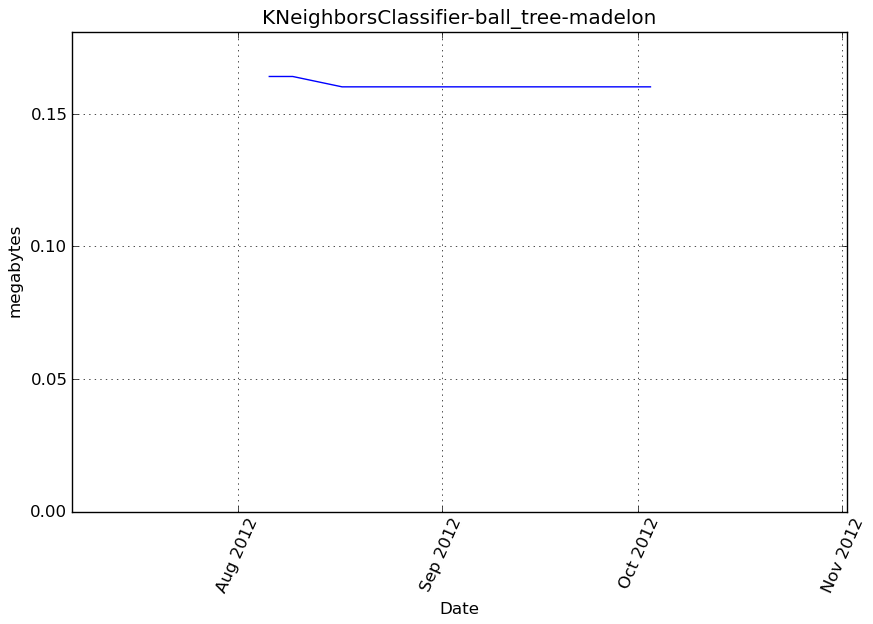 KNeighborsClassifier-ball_tree-madelon
megabytes
0.15
0.10
0.05
0.00
Aug 2012
Sep 2012
Oct 2012
Nov 2012
Date